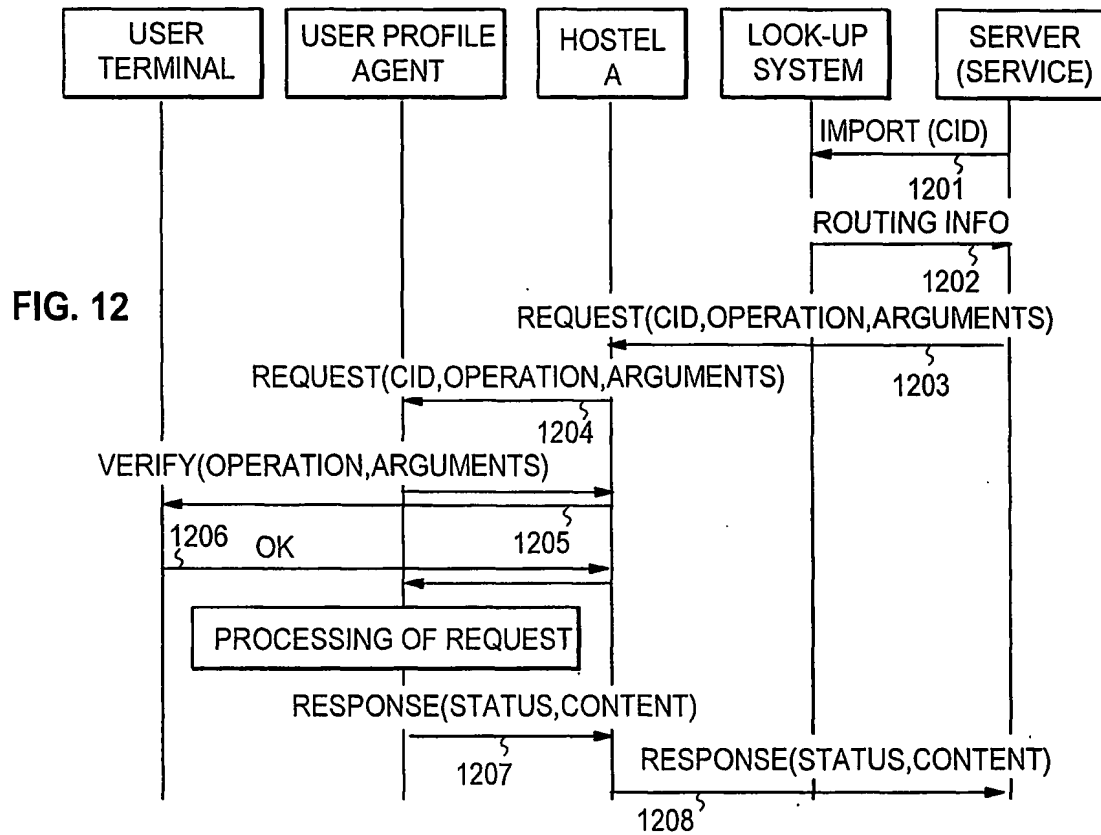 USER
TERMINAL
USER PROFILE
AGENT
HOSTEL
A
LOOK-UP
SYSTEM
SERVER
(SERVICE)
IMPORT (CID)
1201
ROUTING INFO
1202
FIG. 12
REQUEST(CID,OPERATION,ARGUMENTS)
1203
REQUEST(CID,OPERATION,ARGUMENTS)
1204
VERIFY(OPERATION,ARGUMENTS)
1205
1206
OK
PROCESSING OF REQUEST
RESPONSE(STATUS,CONTENT)
1207
RESPONSE(STATUS,CONTENT)
1208